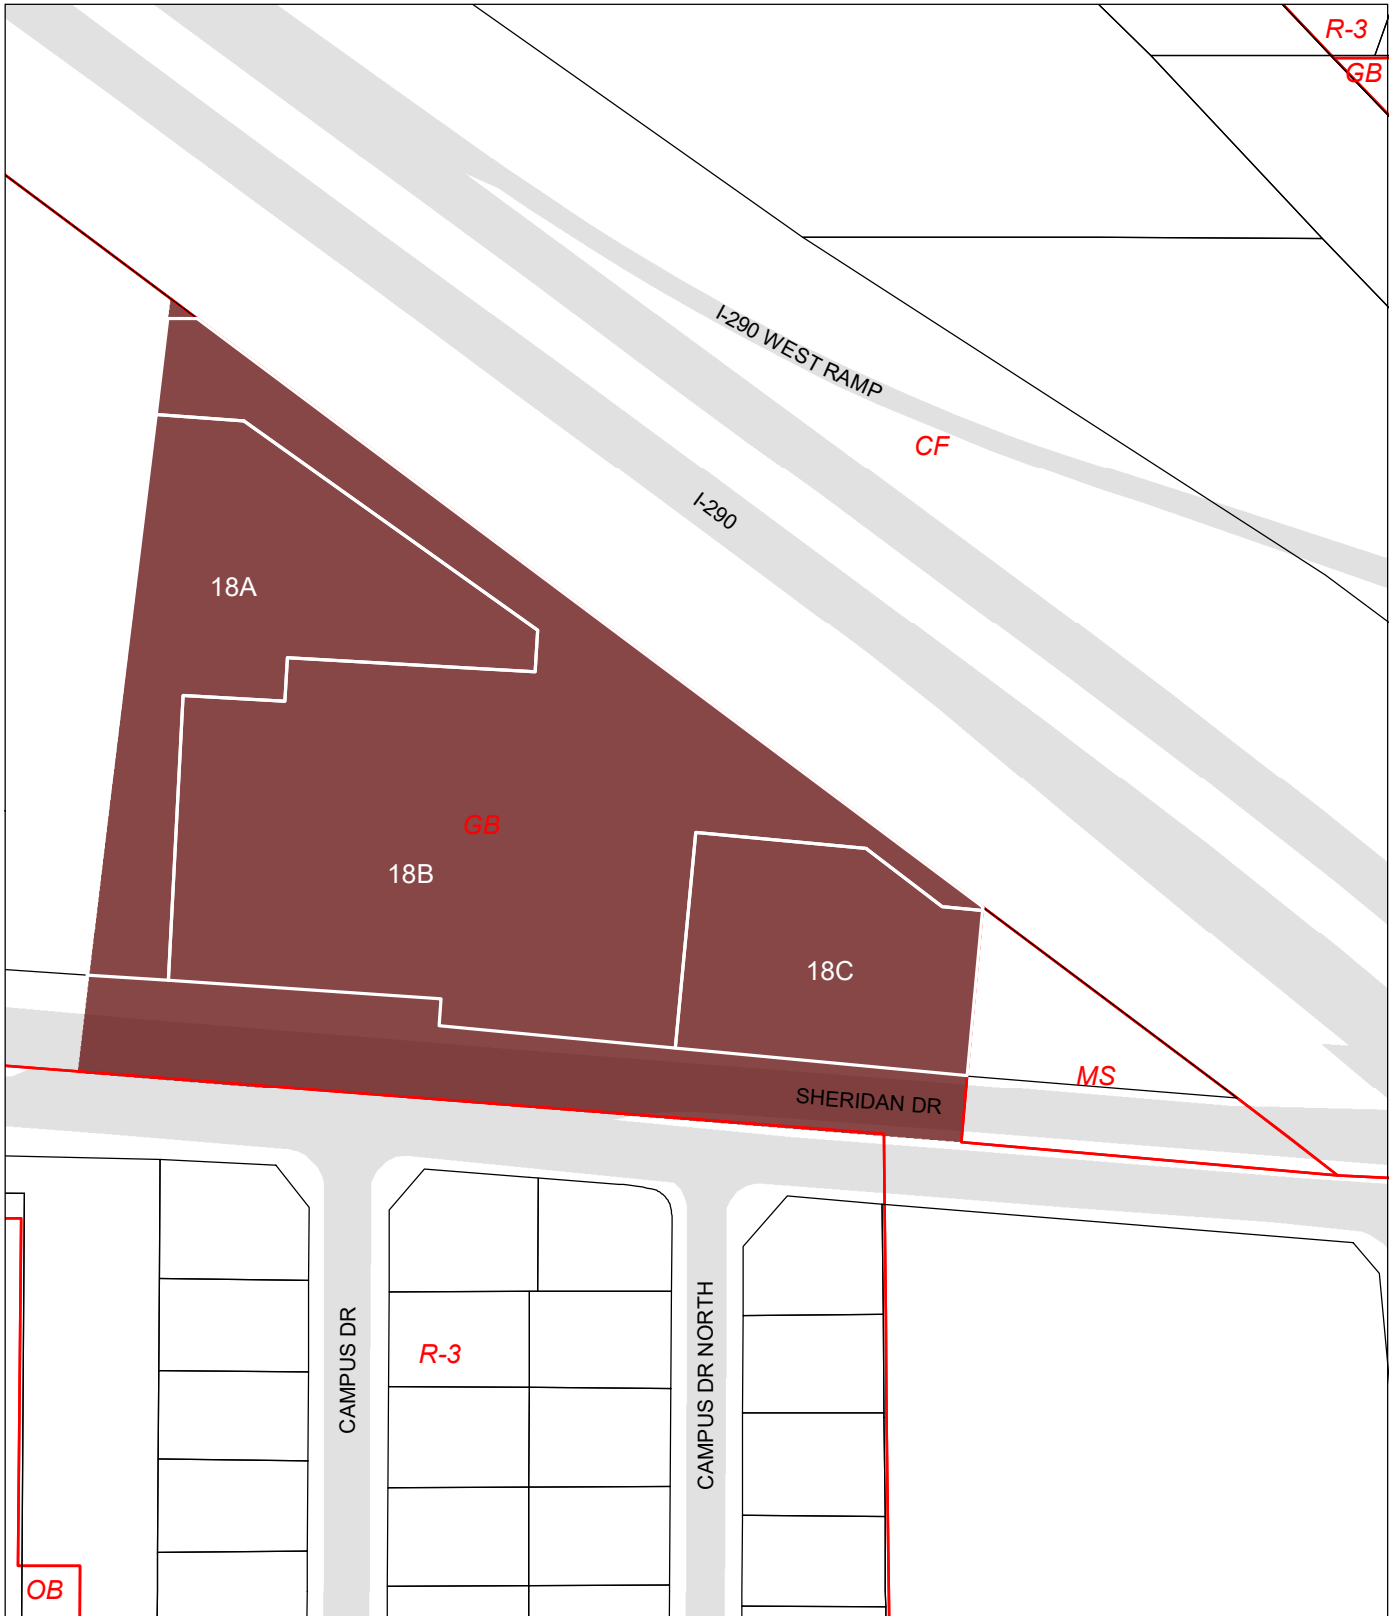 R-3
GB
I-290 WEST RAMP
CF
I-290
18A
GB
18B
18C
MS
SHERIDAN DR
CAMPUS DR
R-3
CAMPUS DR NORTH
OB